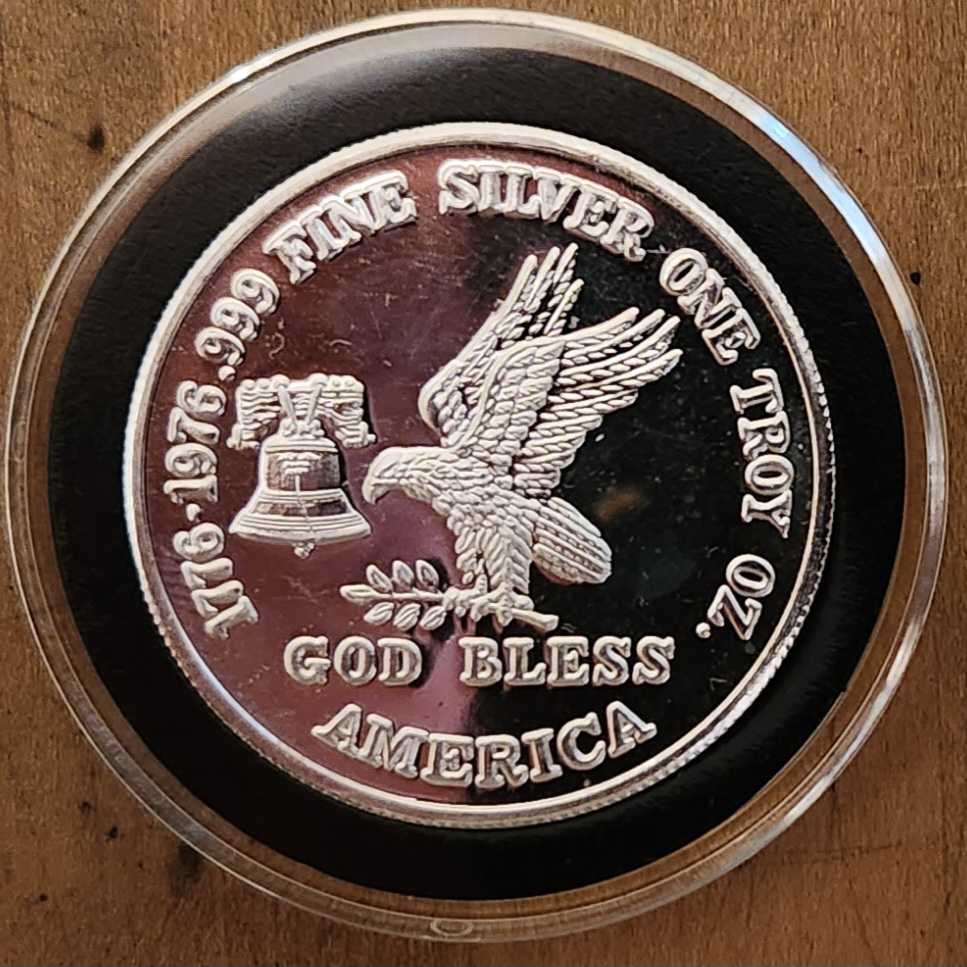 1776-1976 .999 FINE SILVER ONE TROY OZ.
GOD BLESS
AMERICA